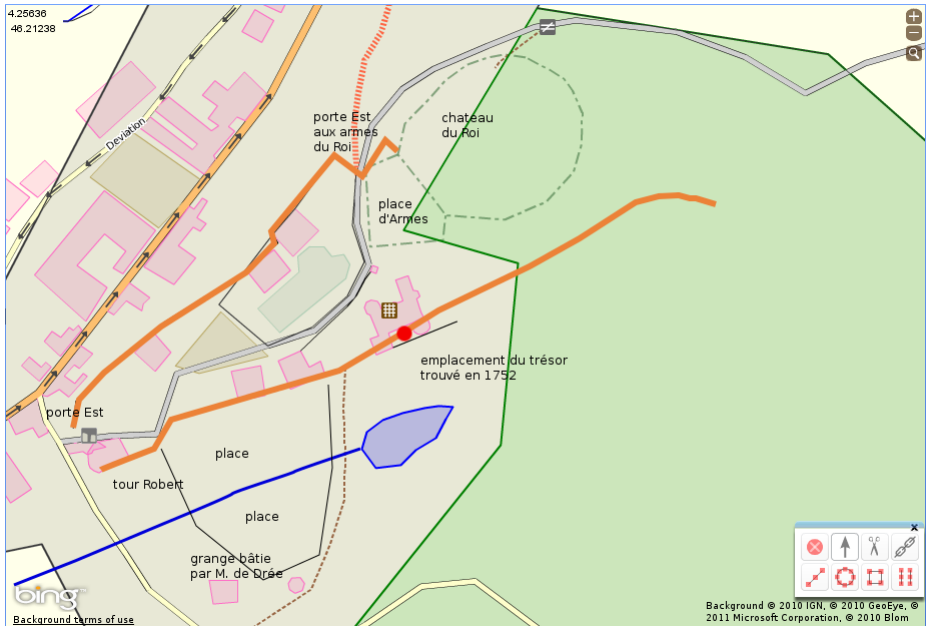 4.25636
46.21238
Deviation
porte Est
aux armes
du Roi
chateau
du Roi
place
d'Armes
emplacement du trésor
trouvé en 1752
porte Est
place
tour Robert
place
grange bâtie
par M. de Drée
bing™
Background terms of use
Background © 2010 IGN, © 2010 GeoEye, ©
2011 Microsoft Corporation, © 2010 Blom
x